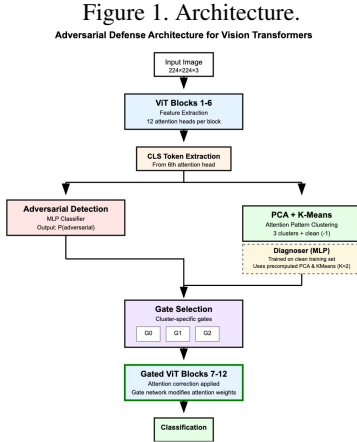 Figure 1. Architecture.
Adversarial Defense Architecture for Vision Transformers
Input Image
224×224×3
ViT Blocks 1-6
Feature Extraction
12 attention heads per block
CLS Token Extraction
From 6th attention head
Adversarial Detection
MLP Classifier
Output: P(adversarial)
PCA + K-Means
Attention Pattern Clustering
3 clusters + clean (-1)
Diagnoser (MLP)
Trained on clean training set
Uses precomputed PCA & KMeans (K=2)
Gate Selection
Cluster-specific gates
G0 G1 G2
Gated ViT Blocks 7-12
Attention correction applied
Gate network modifies attention weights
Classification